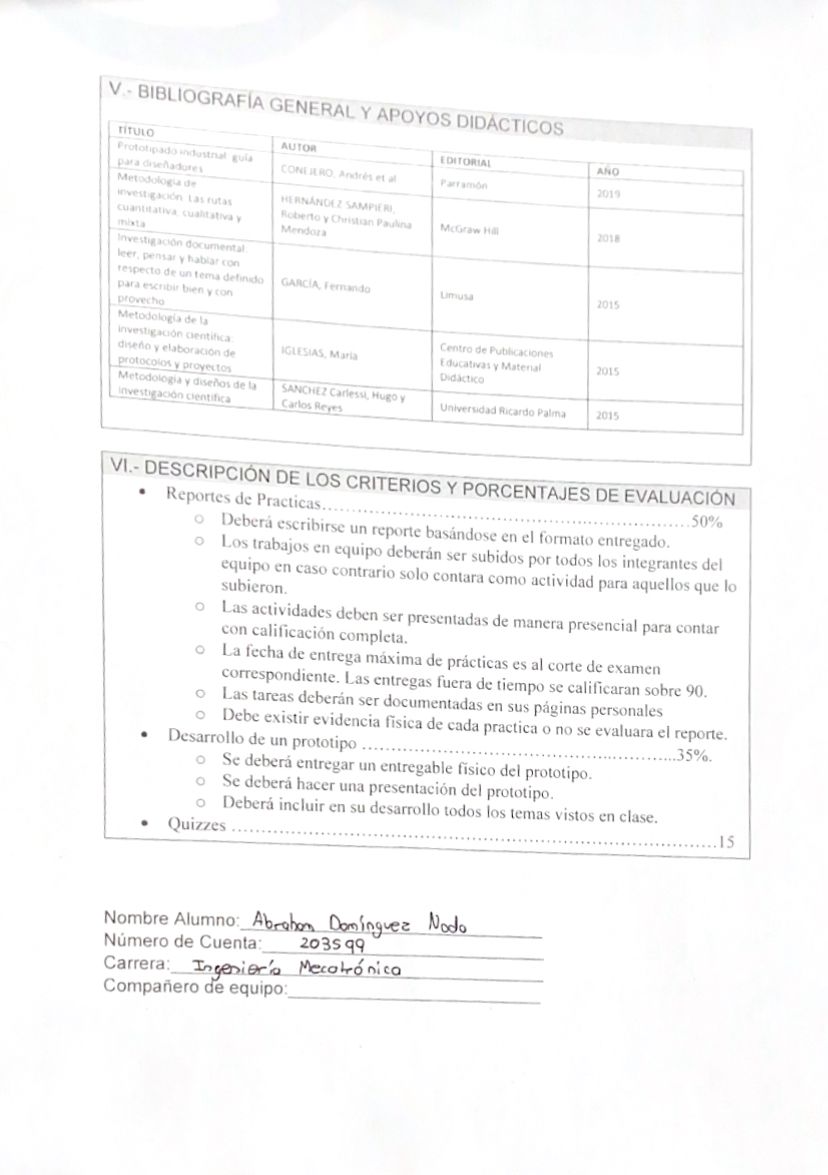 V.- BIBLIOGRAFÍA GENERAL Y APOYOS DIDÁCTICOS
TÍTULO
AUTOR
EDITORIAL
AÑO
Prototipado industrial: guía
para diseñadores
CONEJERO, Andrés et al
Parramón
2019
Metodología de
investigación. Las rutas
cuantitativa, cualitativa y
mixta
HERNÁNDEZ SAMPIERI,
Roberto y Christian Paulina
Mendoza
McGraw Hill
2018
Investigación documental:
leer, pensar y hablar con
respecto de un tema definido
para escribir bien y con
provecho
GARCÍA, Fernando
Limusa
2015
Metodología de la
investigación científica:
diseño y elaboración de
protocolos y proyectos
IGLESIAS, María
Centro de Publicaciones
Educativas y Material
Didáctico
2015
Metodología y diseños de la
investigación científica
SANCHEZ Carlessi, Hugo y
Carlos Reyes
Universidad Ricardo Palma
2015
VI.- DESCRIPCIÓN DE LOS CRITERIOS Y PORCENTAJES DE EVALUACIÓN
• Reportes de Practicas..........50%
○ Deberá escribirse un reporte basándose en el formato entregado.
○ Los trabajos en equipo deberán ser subidos por todos los integrantes del
equipo en caso contrario solo contara como actividad para aquellos que lo
subieron.
○ Las actividades deben ser presentadas de manera presencial para contar
con calificación completa.
○ La fecha de entrega máxima de prácticas es al corte de examen
correspondiente. Las entregas fuera de tiempo se calificaran sobre 90.
○ Las tareas deberán ser documentadas en sus páginas personales
○ Debe existir evidencia física de cada practica o no se evaluara el reporte.
• Desarrollo de un prototipo ..........35%.
○ Se deberá entregar un entregable físico del prototipo.
○ Se deberá hacer una presentación del prototipo.
○ Deberá incluir en su desarrollo todos los temas vistos en clase.
• Quizzes ..........15
Nombre Alumno: Abraham Domínguez Nodo
Número de Cuenta: 203599
Carrera: Ingeniería Mecatrónica
Compañero de equipo: